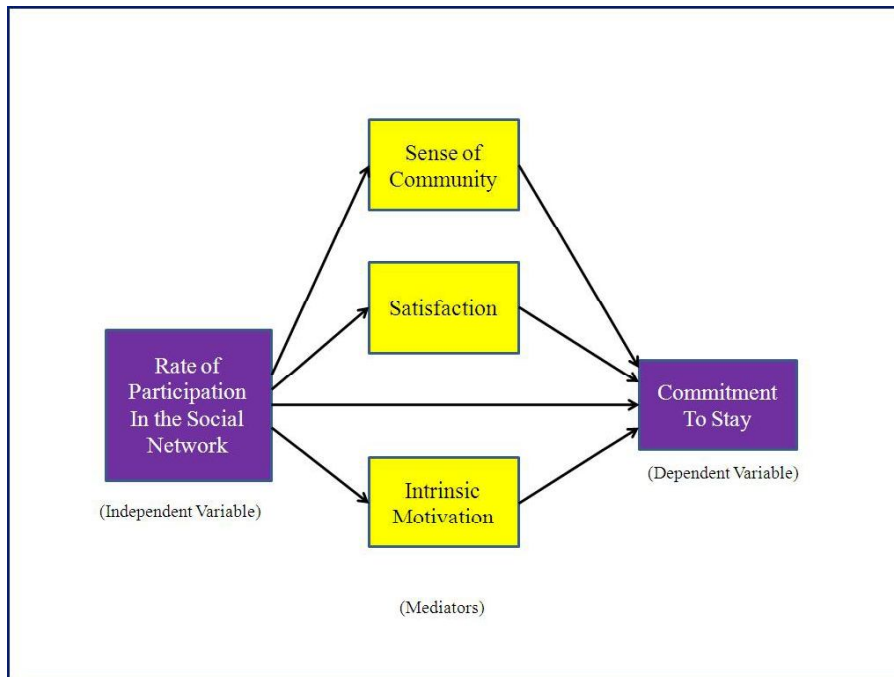 Sense of
Community
Satisfaction
Rate of
Participation
In the Social
Network
(Independent Variable)
Commitment
To Stay
(Dependent Variable)
Intrinsic
Motivation
(Mediators)